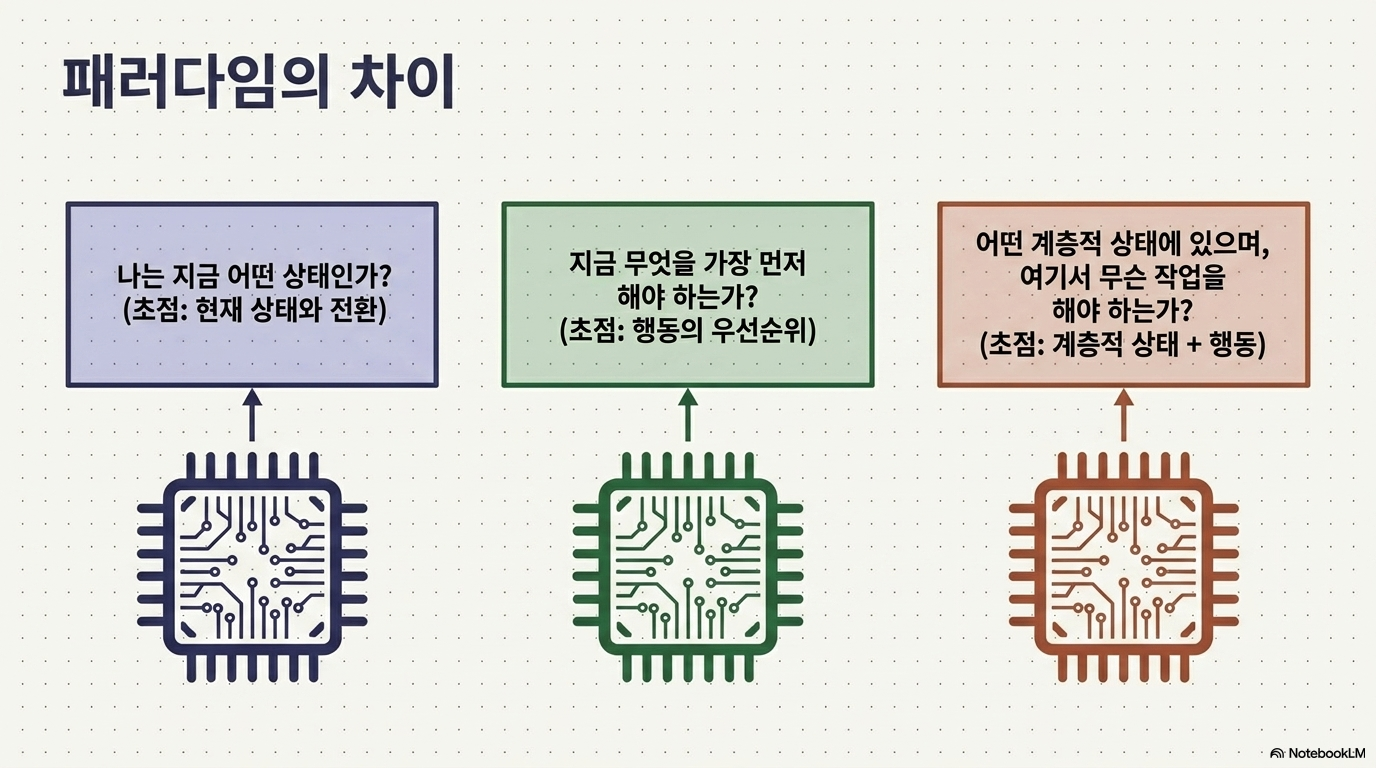 패러다임의 차이
나는 지금 어떤 상태인가?
(초점: 현재 상태와 전환)
지금 무엇을 가장 먼저
해야 하는가?
(초점: 행동의 우선순위)
어떤 계층적 상태에 있으며,
여기서 무슨 작업을
해야 하는가?
(초점: 계층적 상태 + 행동)
NotebookLM